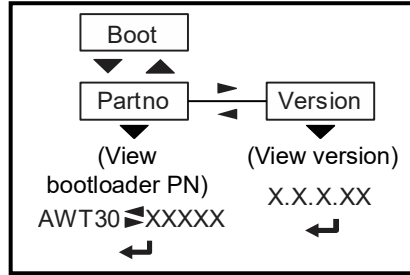 Boot
Partno
Version
(View
bootloader PN)
AWT30 XXXXX
(View version)
X.X.X.XX